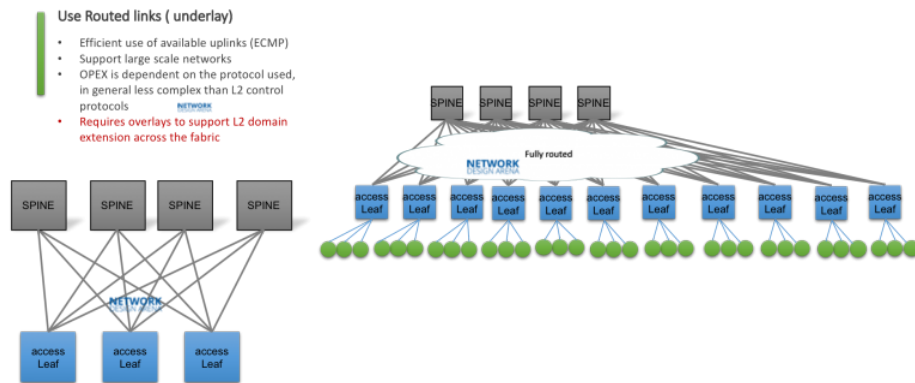 Use Routed links ( underlay)
• Efficient use of available uplinks (ECMP)
• Support large scale networks
• OPEX is dependent on the protocol used,
in general less complex than L2 control
protocols
NETWORK
DESIGN ARENA
• Requires overlays to support L2 domain
extension across the fabric
SPINE SPINE SPINE SPINE
NETWORK
DESIGN ARENA
access access access
Leaf Leaf Leaf
SPINE SPINE SPINE SPINE
Fully routed
NETWORK
DESIGN ARENA
access access access access access access access access access access
Leaf Leaf Leaf Leaf Leaf Leaf Leaf Leaf Leaf Leaf